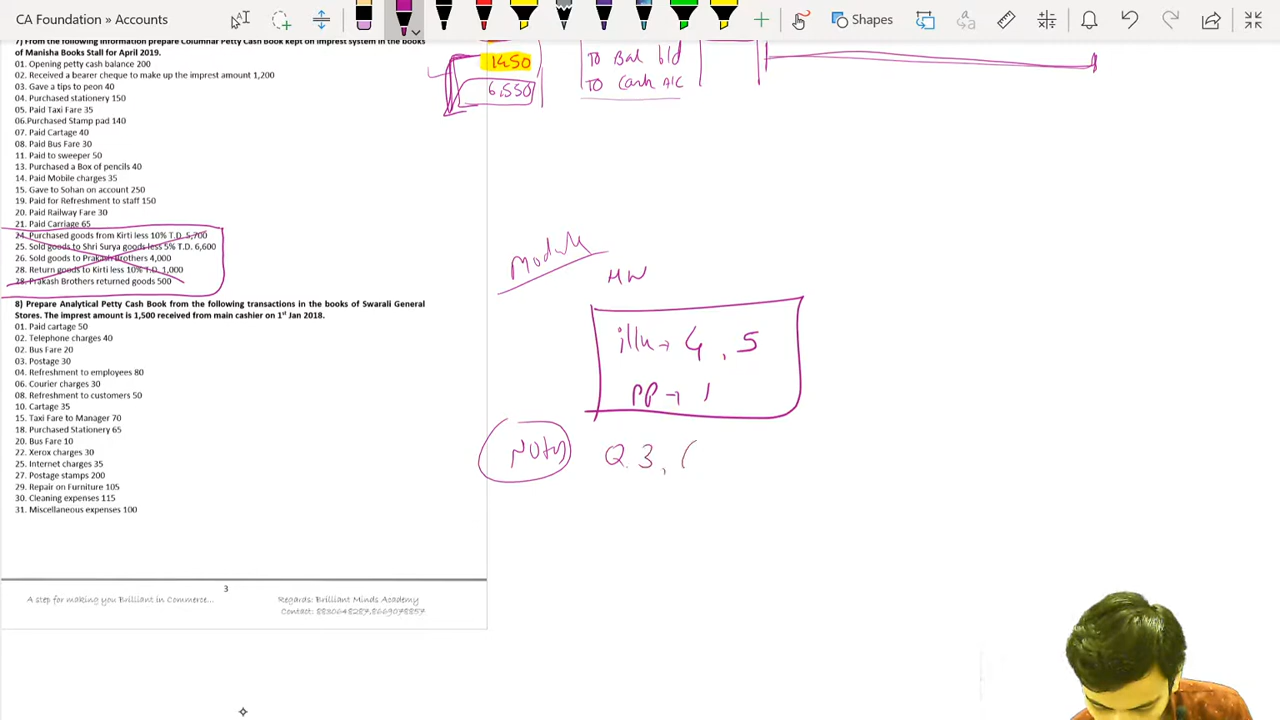 CA Foundation » Accounts
Shapes
7) From the following information prepare Columnar Petty Cash Book kept on Imprest system in the books
of Manisha Books Stall for April 2019.
01. Opening petty cash balance 200
02. Received a bearer cheque to make up the imprest amount 1,200
03. Gave a tips to peon 40
04. Purchased stationery 150
05. Paid Taxi Fare 35
06.Purchased Stamp pad 140
07. Paid Cartage 40
08. Paid Bus Fare 30
11. Paid to sweeper 50
13. Purchased a Box of pencils 40
14. Paid Mobile charges 35
15. Gave to Sohan on account 250
19. Paid for Refreshment to staff 150
20. Paid Railway Fare 30
21. Paid Carriage 65
24. Purchased goods from Kirti less 10% T.D. 5,700
25. Sold goods to Shri Surya goods less 5% T.D. 6,600
26. Sold goods to Prakash Brothers 4,000
28. Return goods to Kirti less 10% T.D. 1,000
28. Prakash Brothers returned goods 500
8) Prepare Analytical Petty Cash Book from the following transactions in the books of Swarali General
Stores. The imprest amount is 1,500 received from main cashier on 1st Jan 2018.
01. Paid cartage 50
02. Telephone charges 40
02. Bus Fare 20
03. Postage 30
04. Refreshment to employees 80
06. Courier charges 30
08. Refreshment to customers 50
10. Cartage 35
15. Taxi Fare to Manager 70
18. Purchased Stationery 65
20. Bus Fare 10
22. Xerox charges 30
25. Internet charges 35
27. Postage stamps 200
29. Repair on Furniture 105
30. Cleaning expenses 115
31. Miscellaneous expenses 100
3
A step for making you Brilliant in Commerce...
Regards: Brilliant Minds Academy
Contact: 8830648287,8669078857
1450 To Bal b/d
6,550 To Cash A/c
Module
HW
illu → 4, 5
PP → 1
Notes Q.3, (